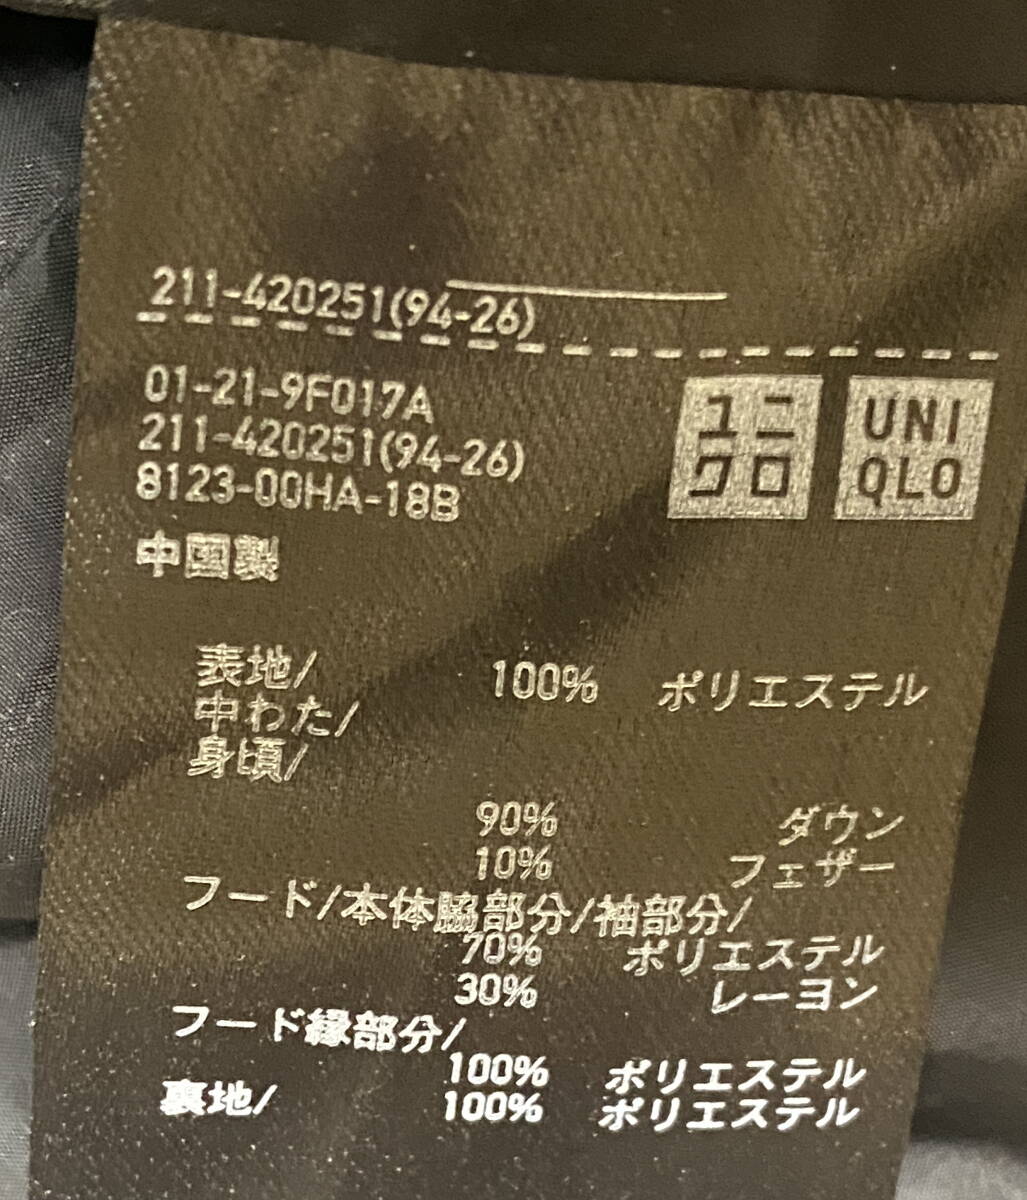 211-420251(94-26)
01-21-9F017A
211-420251(94-26)
8123-00HA-18B
ユニ
クロ
UNI
QLO
中国製
表地/ 100% ポリエステル
中わた/
身頃/
90% ダウン
10% フェザー
フード/本体脇部分/袖部分/
70% ポリエステル
30% レーヨン
フード縁部分/
100% ポリエステル
裏地/ 100% ポリエステル